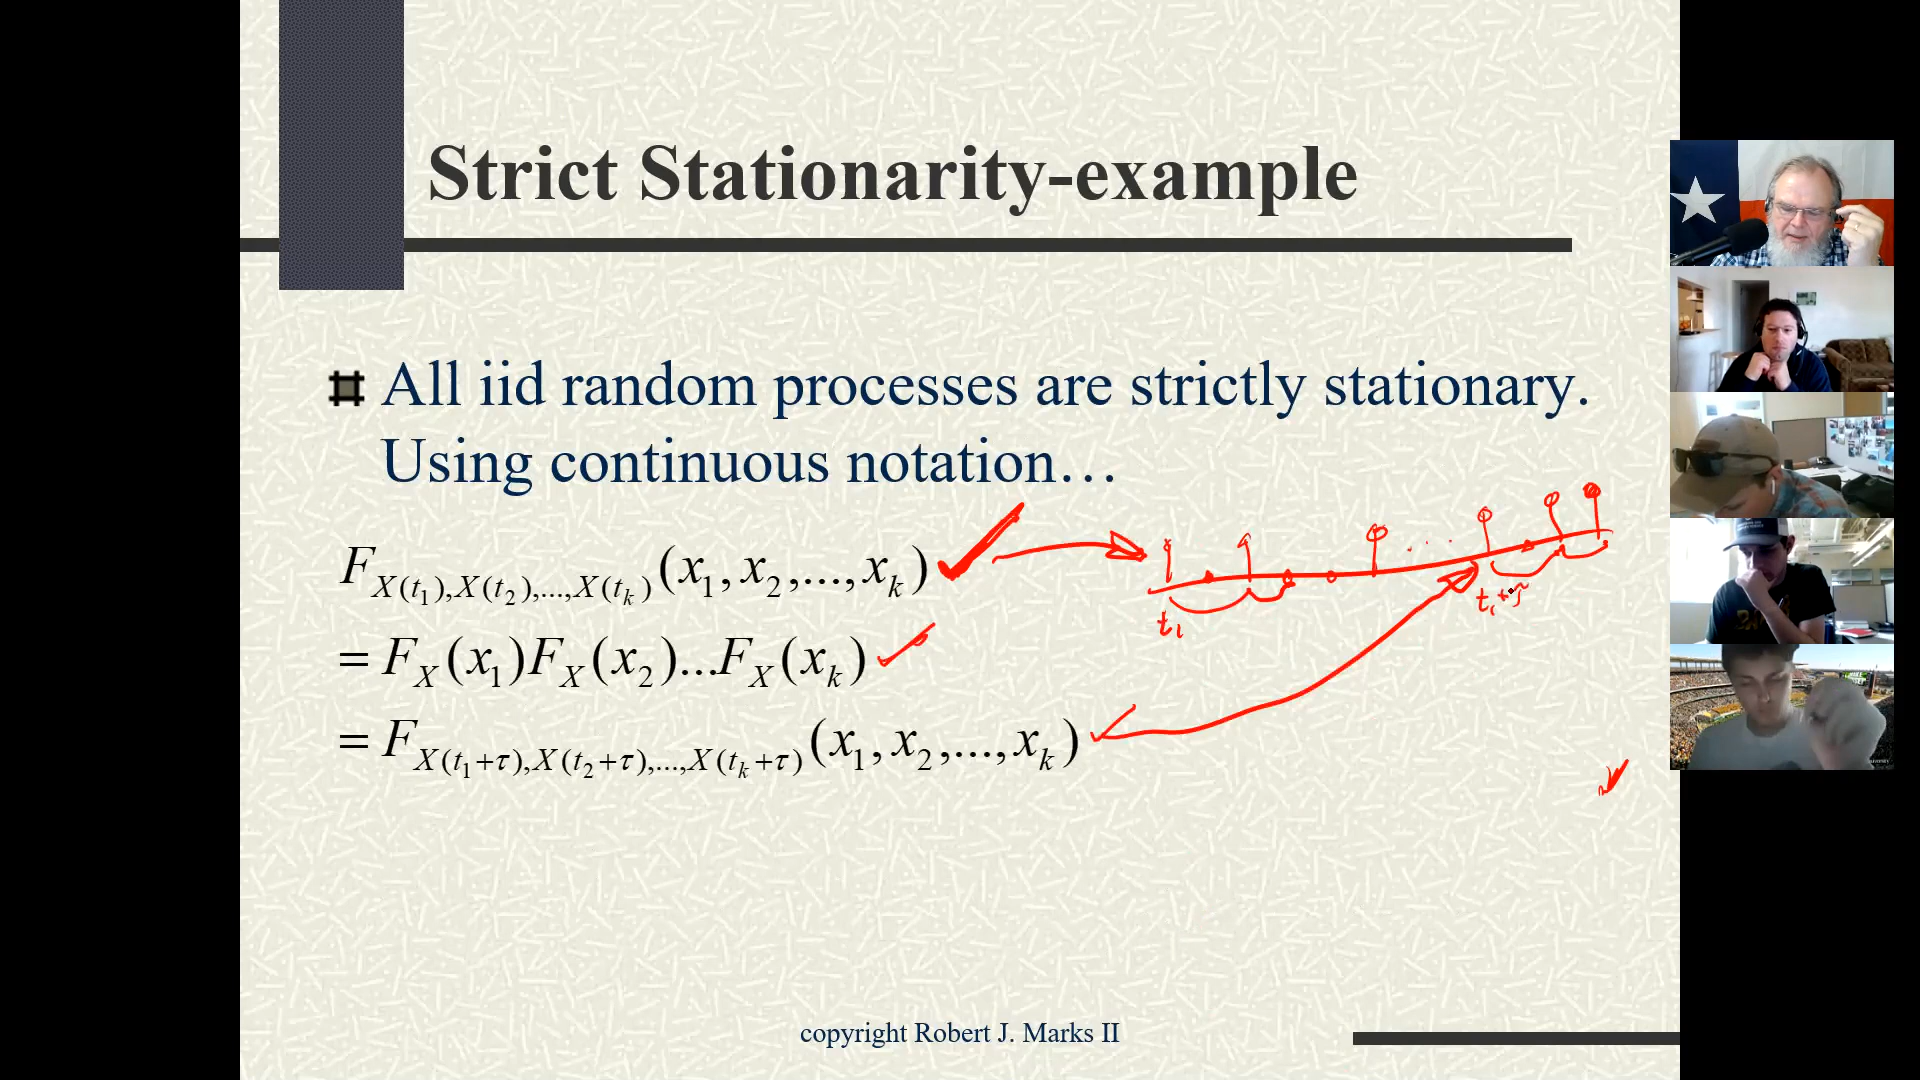 Strict Stationarity-example
All iid random processes are strictly stationary.
Using continuous notation…
F_{X(t_1),X(t_2),...,X(t_k)}(x_1,x_2,...,x_k)
= F_X(x_1)F_X(x_2)...F_X(x_k)
= F_{X(t_1+τ),X(t_2+τ),...,X(t_k+τ)}(x_1,x_2,...,x_k)
t_1
t_1+τ
copyright Robert J. Marks II